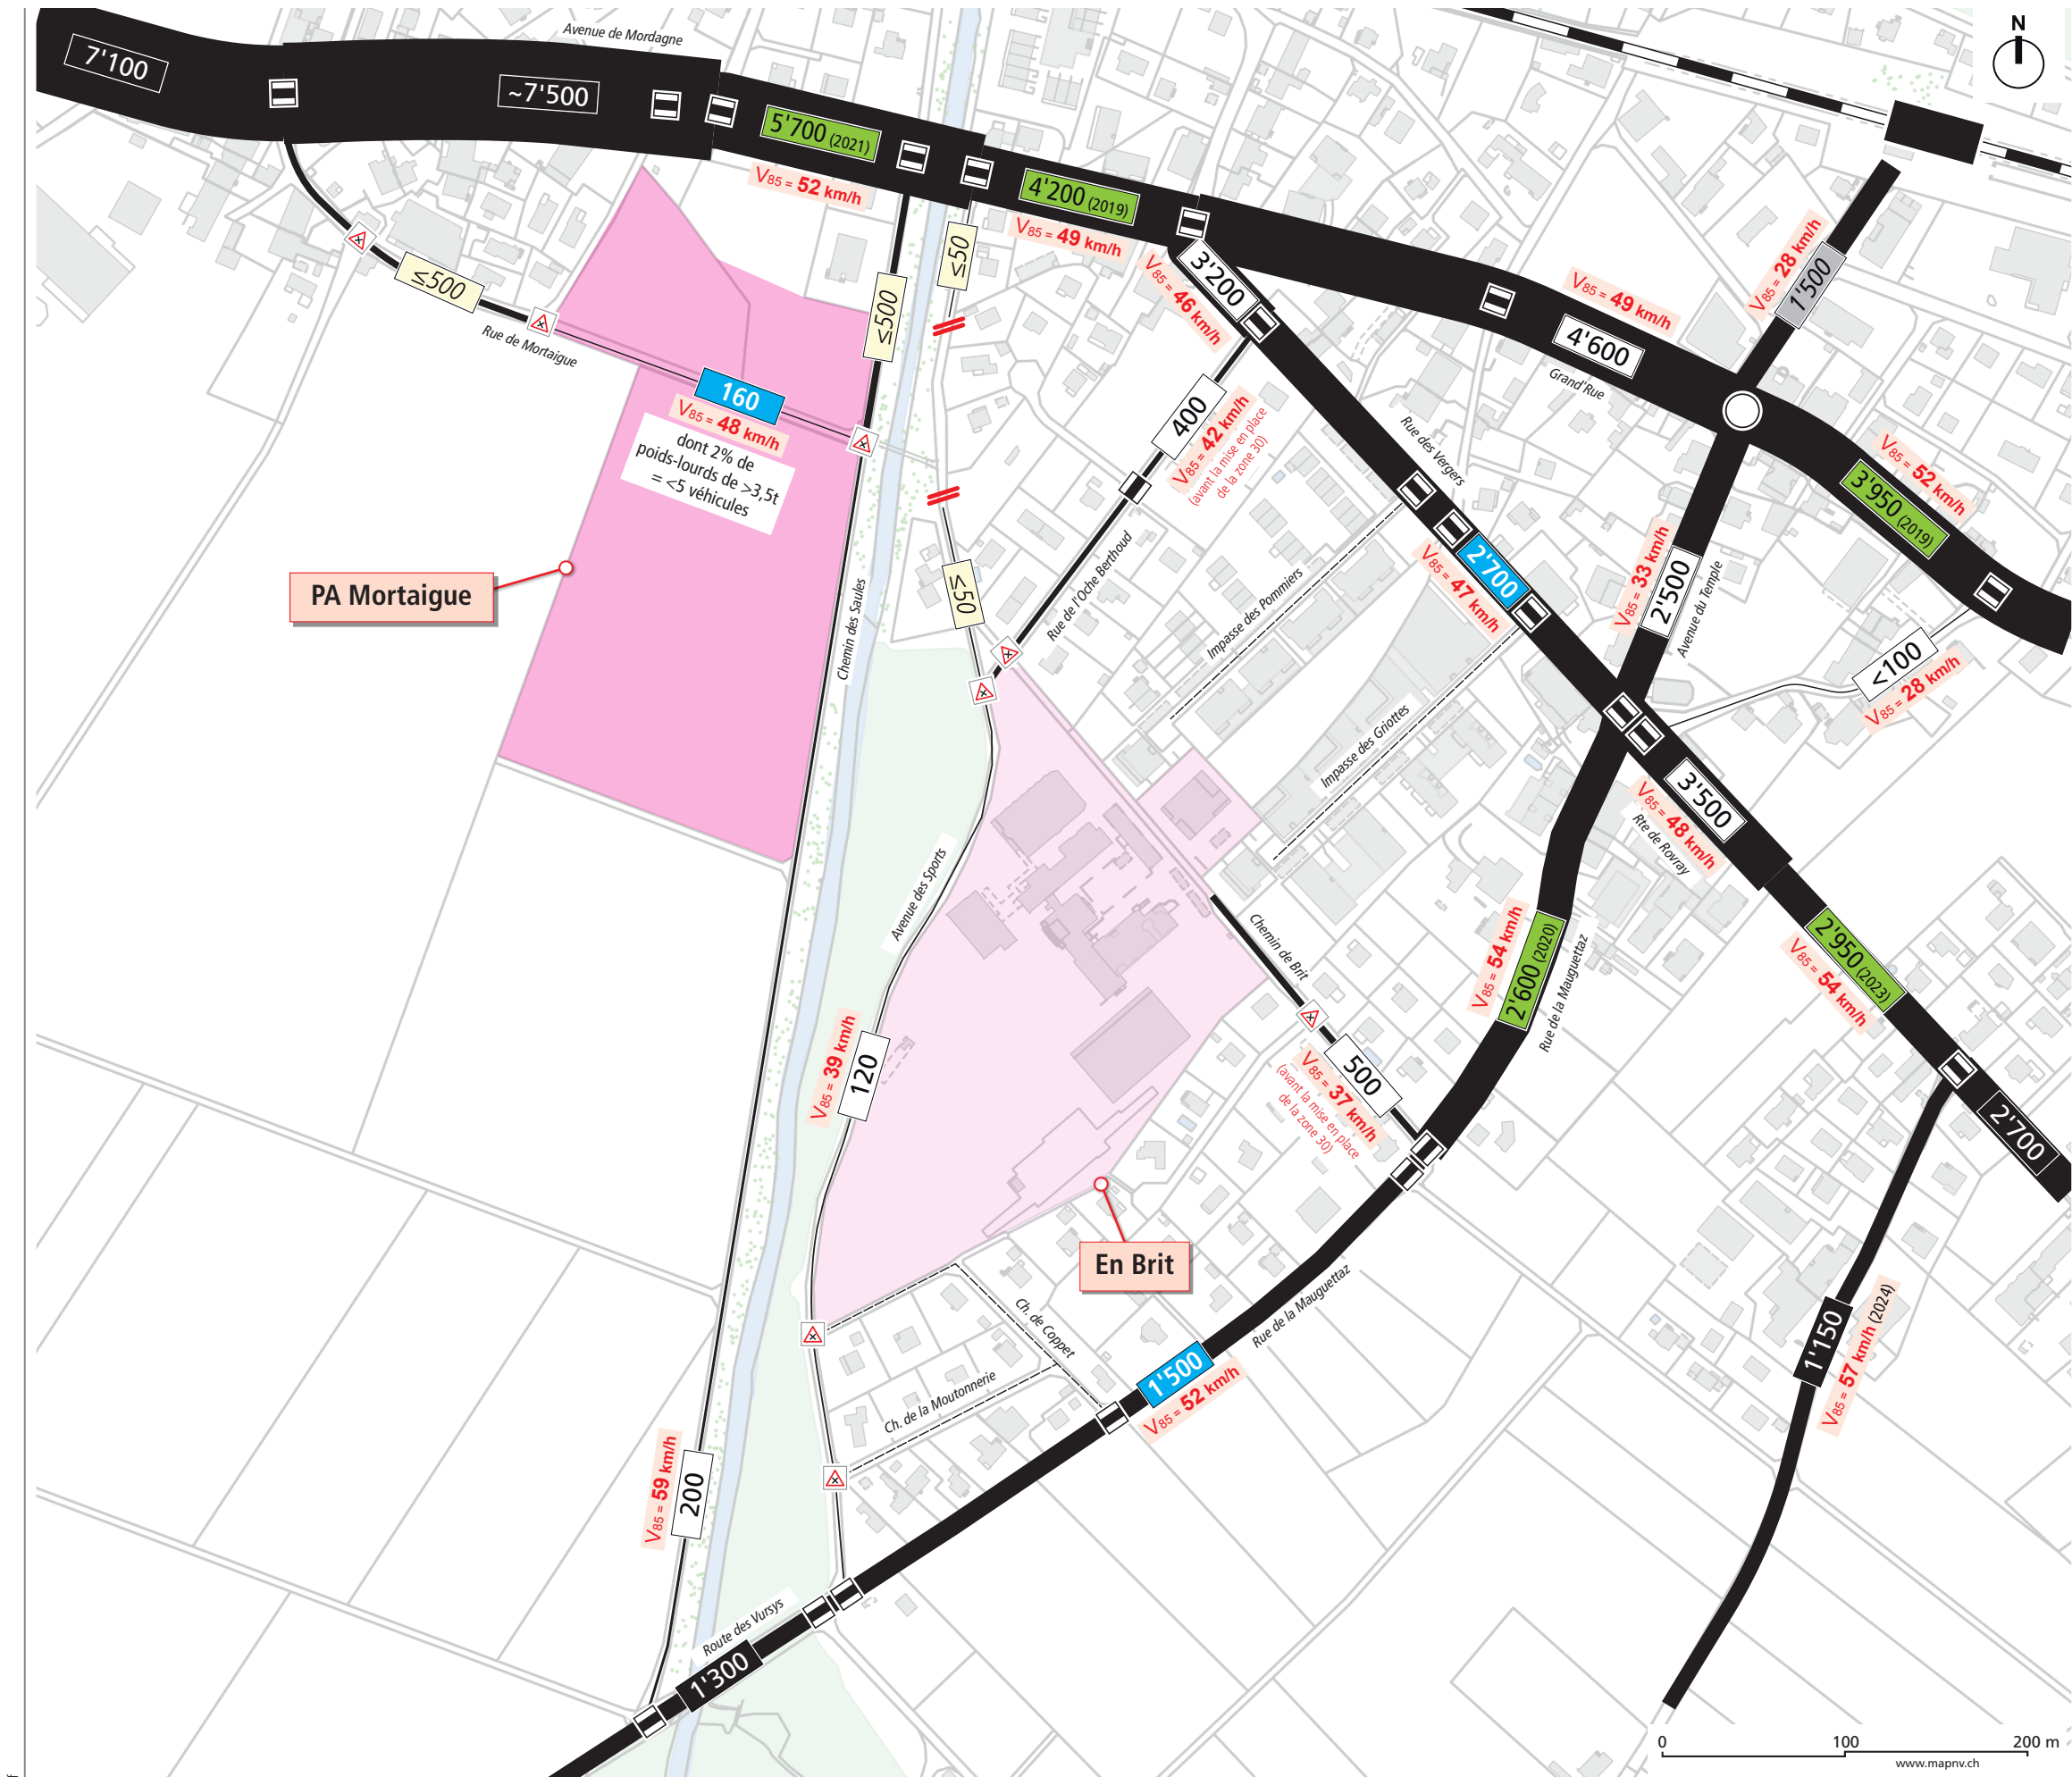 Avenue de Mordagne
N
7'100
~7'500
5'700 (2021)
V85 = 52 km/h
4'200 (2019)
V85 = 49 km/h
≤50
≤500
≤500
Rue de Mortaigue
160
V85 = 48 km/h
dont 2% de
poids-lourds de >3,5t
= <5 véhicules
3'200
V85 = 46 km/h
V85 = 49 km/h
4'600
Grand'Rue
V85 = 28 km/h
1'500
400
V85 = 42 km/h
(avant la mise en place
de la zone 30)
Rue des Vergers
V85 = 52 km/h
3'950 (2019)
PA Mortaigue
Chemin des Saules
≤50
Rue de l'Oche Berthoud
Impasse des Pommiers
2'700
V85 = 47 km/h
V85 = 33 km/h
2'500
Avenue du Temple
<100
V85 = 28 km/h
Impasse des Griottes
3'500
V85 = 48 km/h
Rte de Rovray
Avenue des Sports
Chemin de Brit
V85 = 54 km/h
2'600 (2020)
Rue de la Mauguettaz
2'950 (2023)
V85 = 54 km/h
V85 = 39 km/h
120
500
V85 = 37 km/h
(avant la mise en place
de la zone 30)
2'700
En Brit
Ch. de Coppet
Rue de la Mauguettaz
1'500
V85 = 52 km/h
Ch. de la Moutonnerie
1'150
V85 = 57 km/h (2024)
V85 = 59 km/h
200
Route des Vursys
1'300
0 100 200 m
www.mapnv.ch